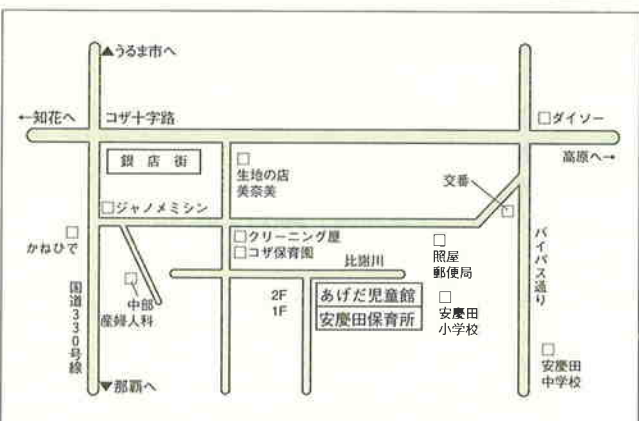 ▲うるま市へ
←知花へ
コザ十字路
□ダイソー
高原へ→
銀店街
生地の店
美奈美
交番
□ジャノメミシン
かねひで
□クリーニング屋
□コザ保育園
比謝川
照屋
郵便局
バイパス通り
国道330号線
中部
産婦人科
2F
あげだ児童館
1F
安慶田保育所
安慶田
小学校
安慶田
中学校
▼那覇へ